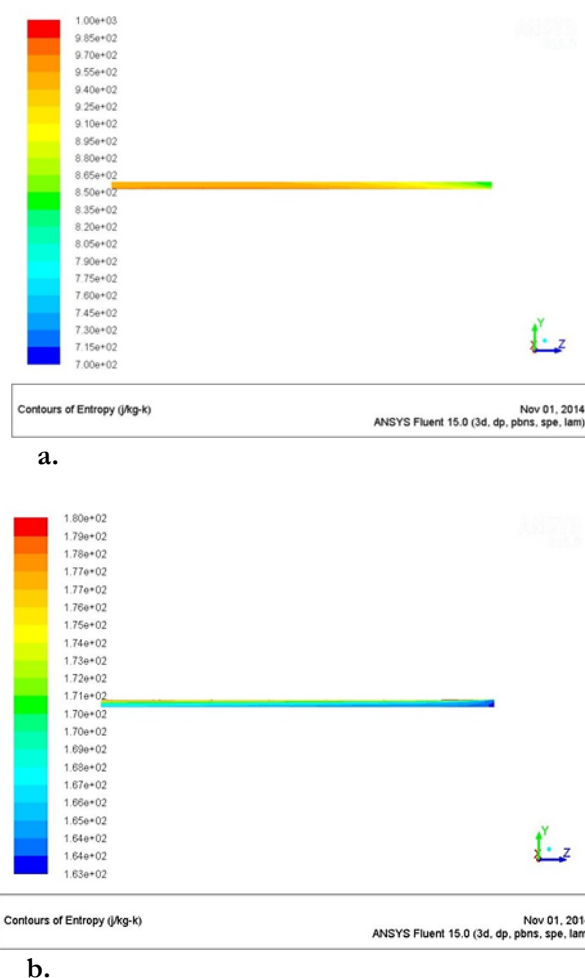 1.00e+03
9.85e+02
9.70e+02
9.55e+02
9.40e+02
9.25e+02
9.10e+02
8.95e+02
8.80e+02
8.65e+02
8.50e+02
8.35e+02
8.20e+02
8.05e+02
7.90e+02
7.75e+02
7.60e+02
7.45e+02
7.30e+02
7.15e+02
7.00e+02
Y
X
Z
Contours of Entropy (j/kg-k)
Nov 01, 2014
ANSYS Fluent 15.0 (3d, dp, pbns, spe, lam)
a.
1.80e+02
1.79e+02
1.78e+02
1.77e+02
1.77e+02
1.76e+02
1.75e+02
1.74e+02
1.73e+02
1.72e+02
1.71e+02
1.70e+02
1.70e+02
1.69e+02
1.68e+02
1.67e+02
1.66e+02
1.65e+02
1.64e+02
1.64e+02
1.63e+02
Y
X
Z
Contours of Entropy (j/kg-k)
Nov 01, 201
ANSYS Fluent 15.0 (3d, dp, pbns, spe, lam
b.